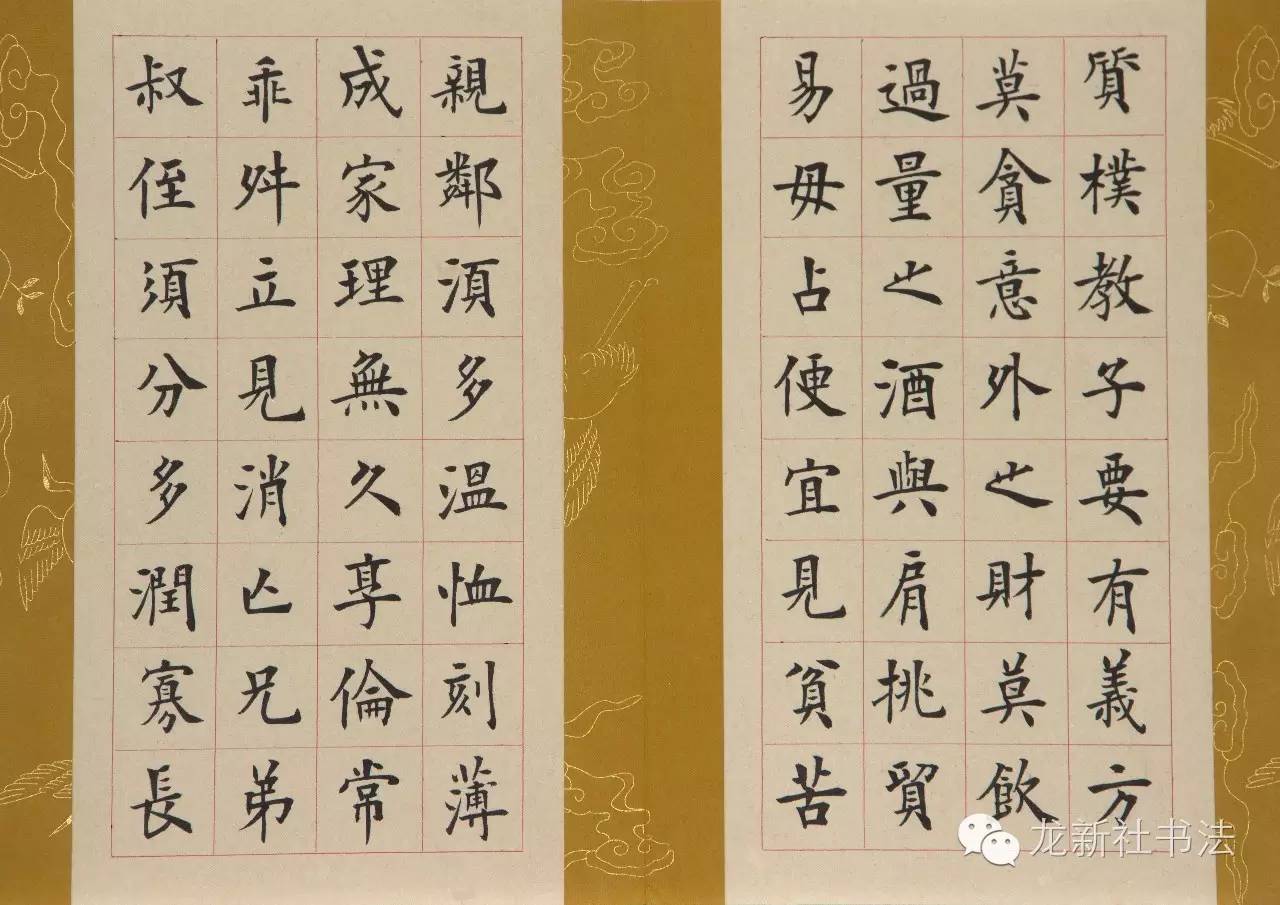 質樸教子要有義方
莫貪意外之財莫飲
過量之酒與肩挑貿
易毋占便宜見貧苦
親鄰須多溫恤刻薄
成家理無久享倫常
乖舛立見消亡兄弟
叔侄須分多潤寡長
龙新社书法